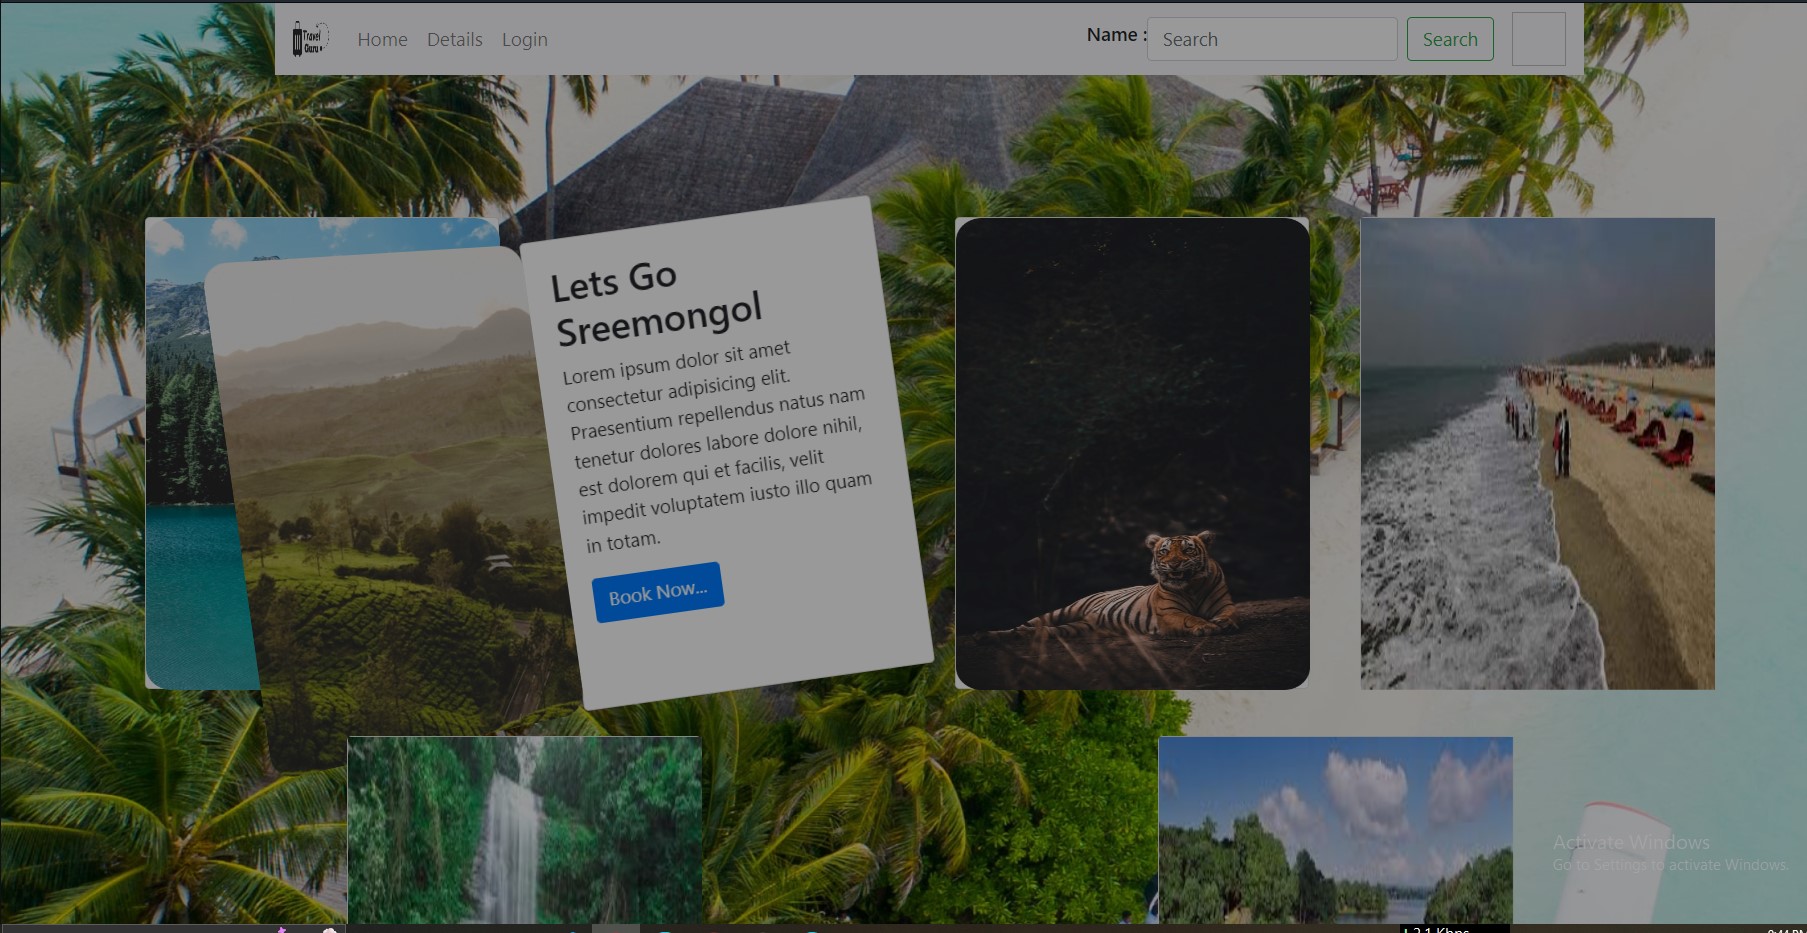 Travel
Guru
Home Details Login
Name : Search Search
Lets Go
Sreemongol
Lorem ipsum dolor sit amet
consectetur adipisicing elit.
Praesentium repellendus natus nam
tenetur dolores labore dolore nihil,
est dolorem qui et facilis, velit
impedit voluptatem iusto illo quam
in totam.
Book Now...
Activate Windows
Go to Settings to activate Windows.